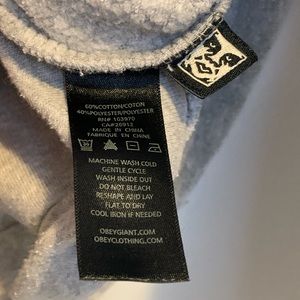 60%COTTON/COTON
40%POLYESTER/POLYESTER
RN# 103970
CA#20912
MADE IN CHINA
FABRIQUE EN CHINE
MACHINE WASH COLD
GENTLE CYCLE
WASH INSIDE OUT
DO NOT BLEACH
RESHAPE AND LAY
FLAT TO DRY
COOL IRON IF NEEDED
OBEYGIANT.COM
OBEYCLOTHING.COM